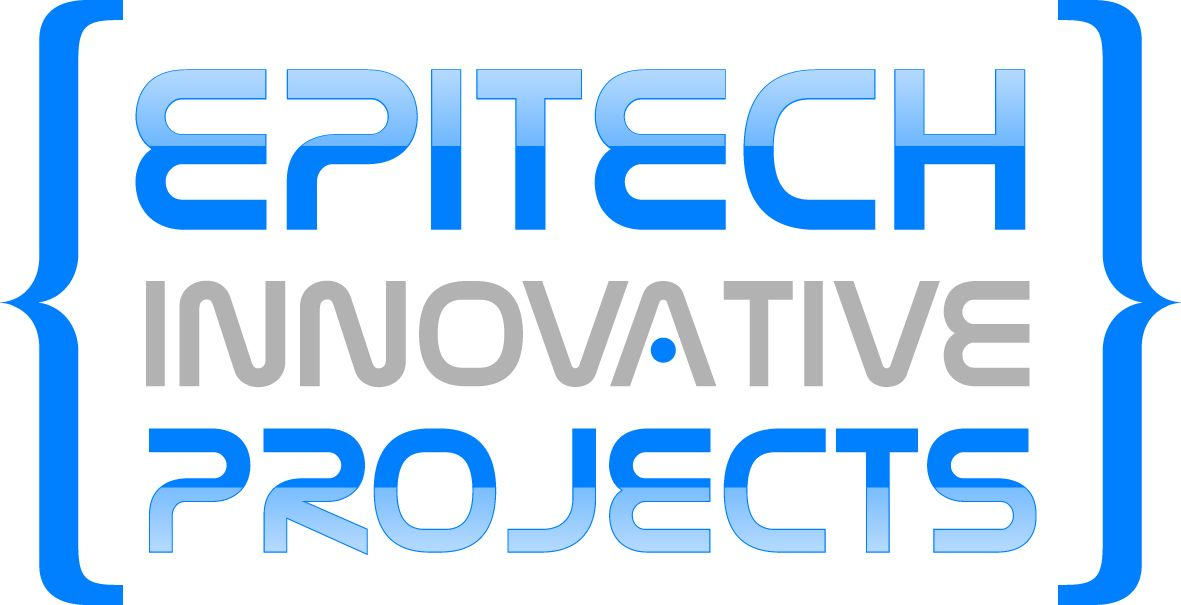 { EPITECH
INNOVATIVE
PROJECTS }